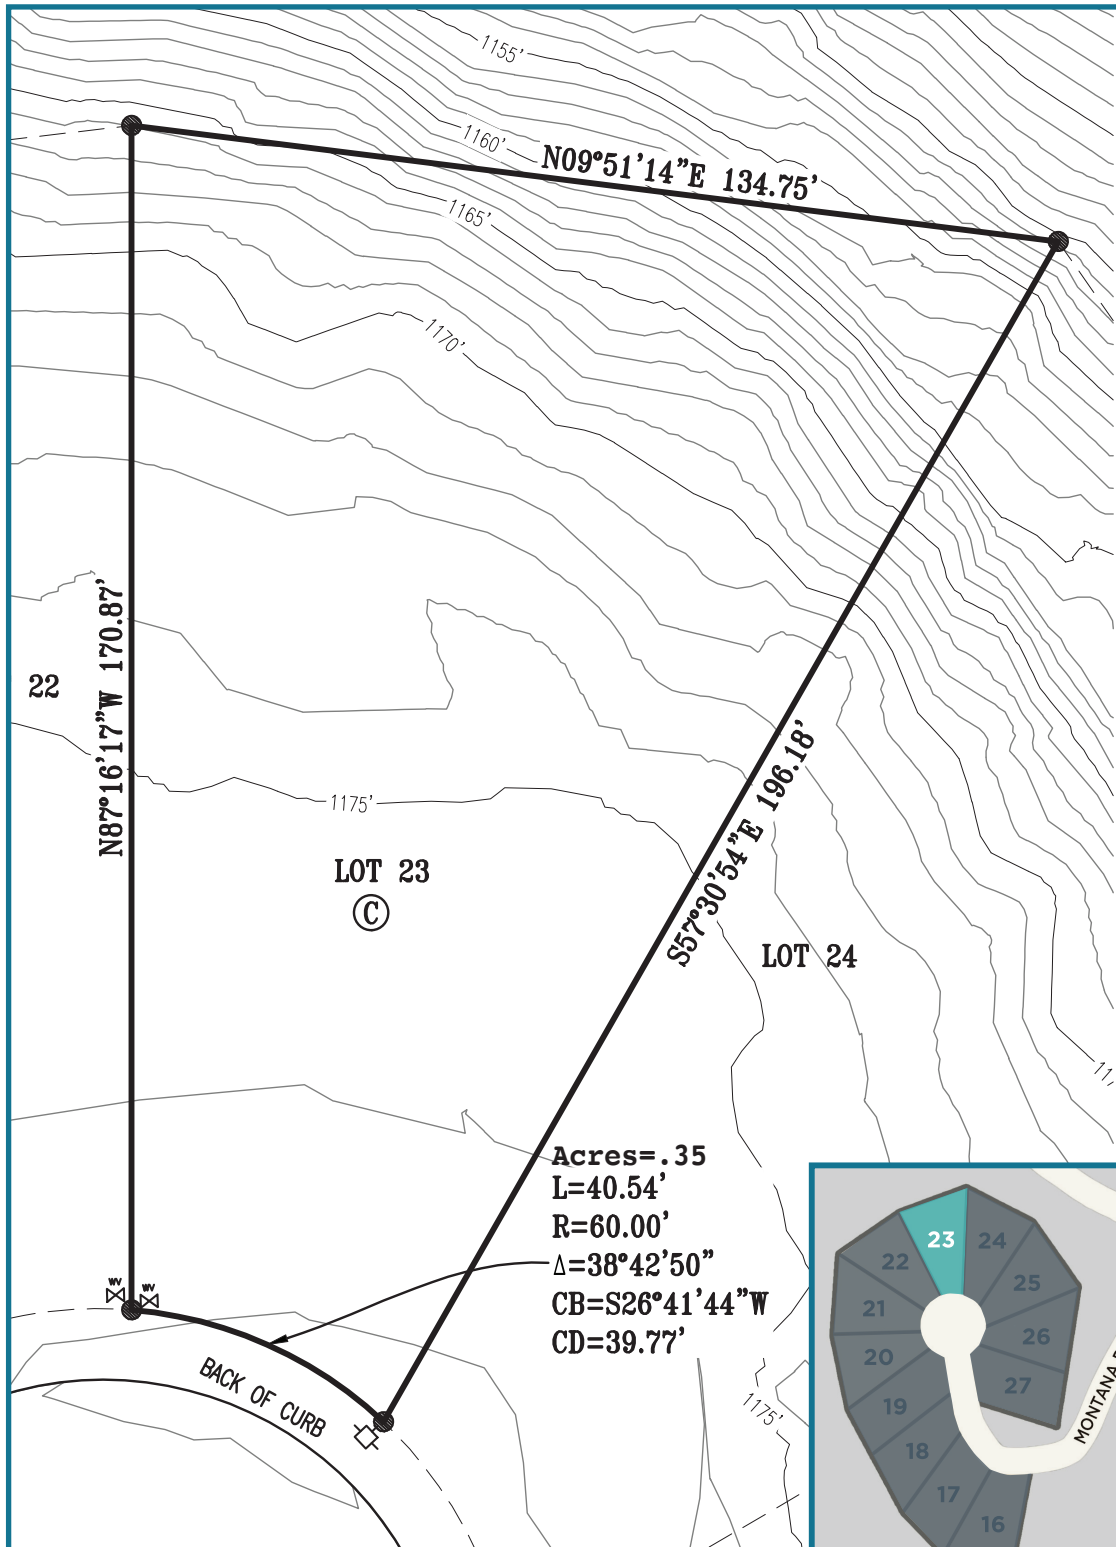 1155'
1160'
N09°51'14"E 134.75'
1165'
1170'
N87°16'17"W 170.87'
22
S57°30'54"E 196.18'
1175'
LOT 23
C
LOT 24
Acres=.35
L=40.54'
R=60.00'
Δ=38°42'50"
CB=S26°41'44"W
CD=39.77'
WV
WV
BACK OF CURB
1175'
23
24
22
25
21
26
20
27
19
18
17
16
MONTANA